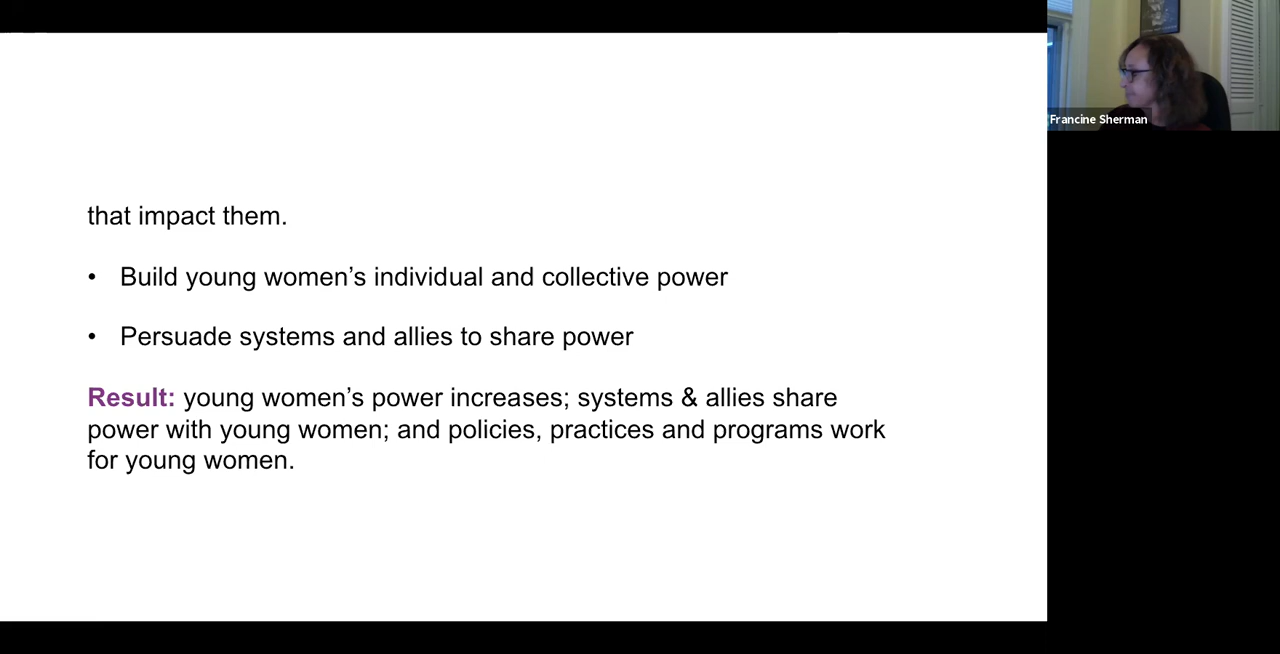 Francine Sherman
that impact them.
• Build young women’s individual and collective power
• Persuade systems and allies to share power
Result: young women’s power increases; systems & allies share
power with young women; and policies, practices and programs work
for young women.